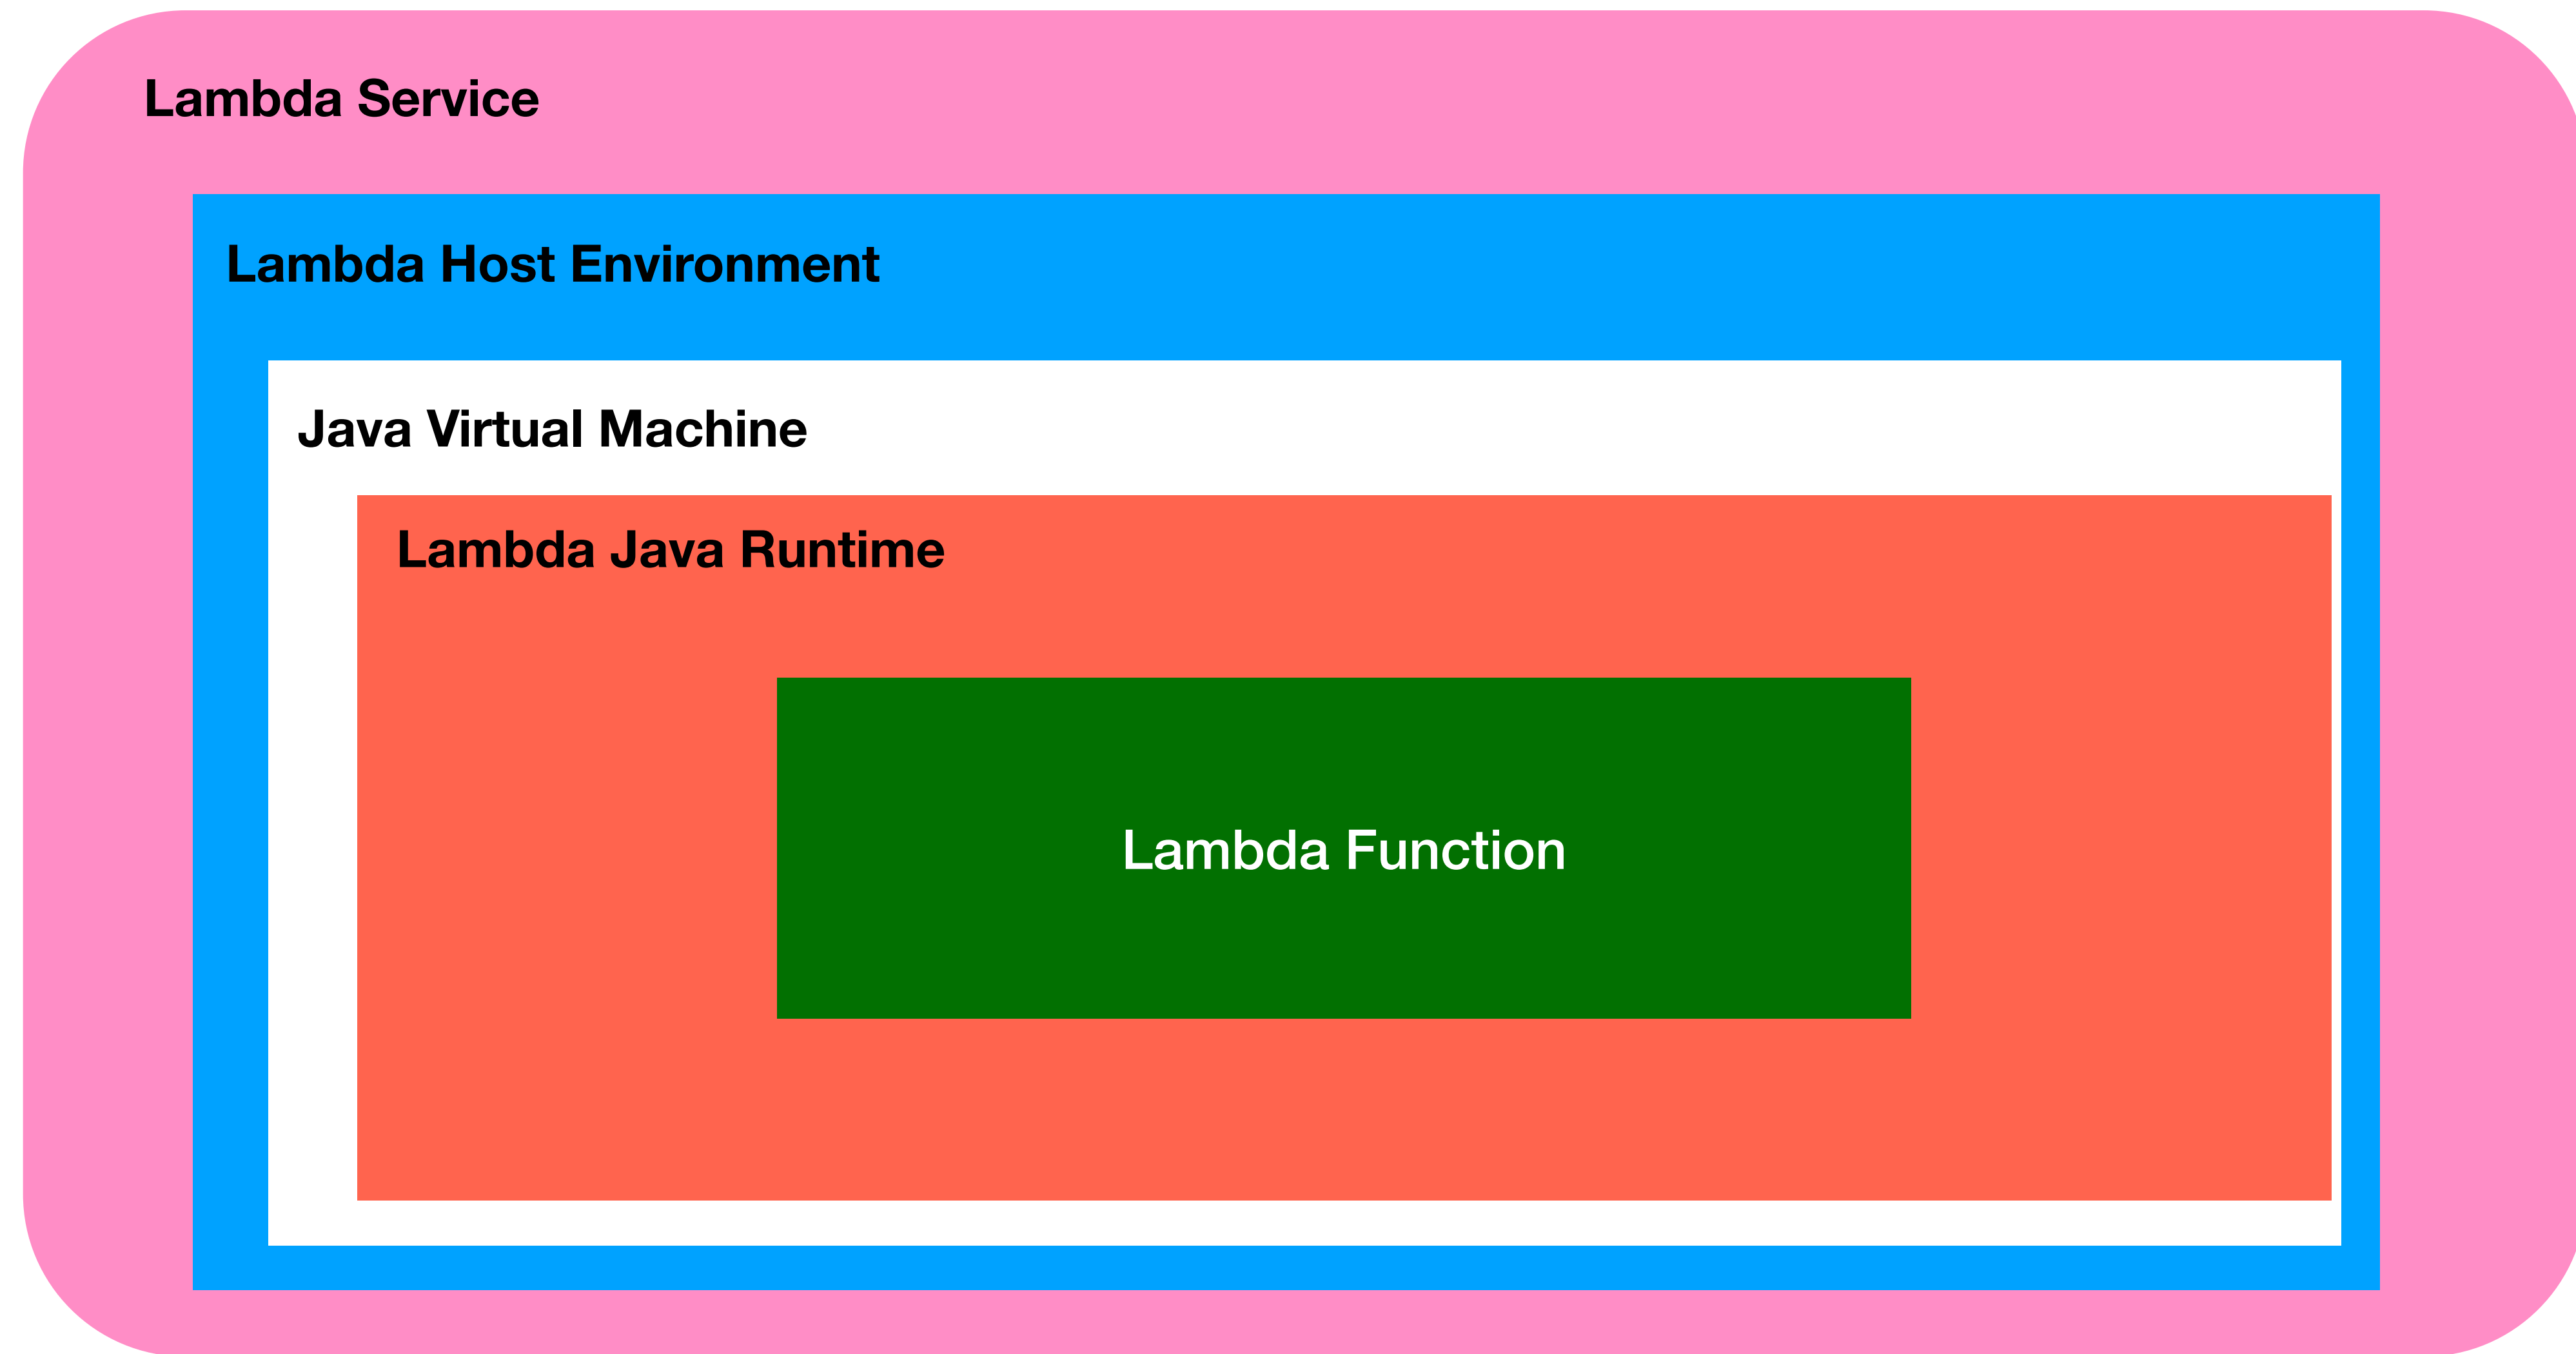 Lambda Service
Lambda Host Environment
Java Virtual Machine
Lambda Java Runtime
Lambda Function